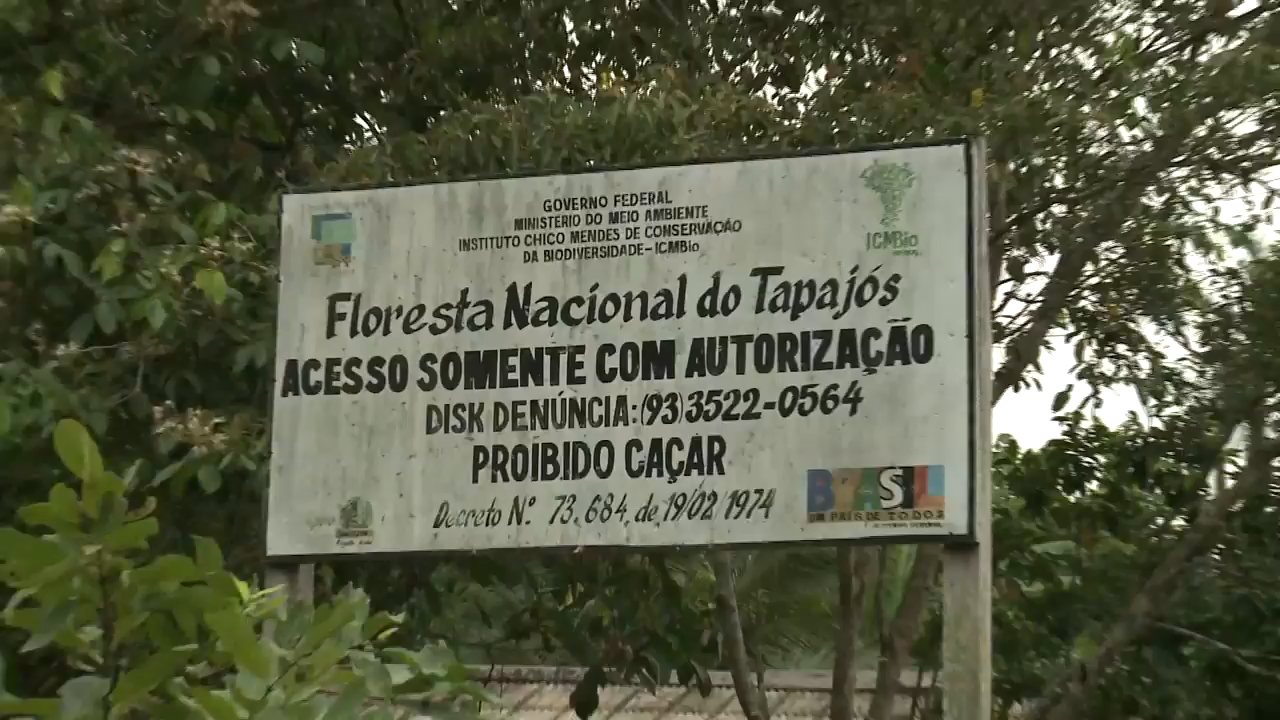 GOVERNO FEDERAL
MINISTÉRIO DO MEIO AMBIENTE
INSTITUTO CHICO MENDES DE CONSERVAÇÃO
DA BIODIVERSIDADE-ICMBio
ICMBio
Floresta Nacional do Tapajós
ACESSO SOMENTE COM AUTORIZAÇÃO
DISK DENÚNCIA:(93)3522-0564
PROIBIDO CAÇAR
Decreto Nº 73.684, de 19/02/1974
BRASIL
UM PAÍS DE TODOS